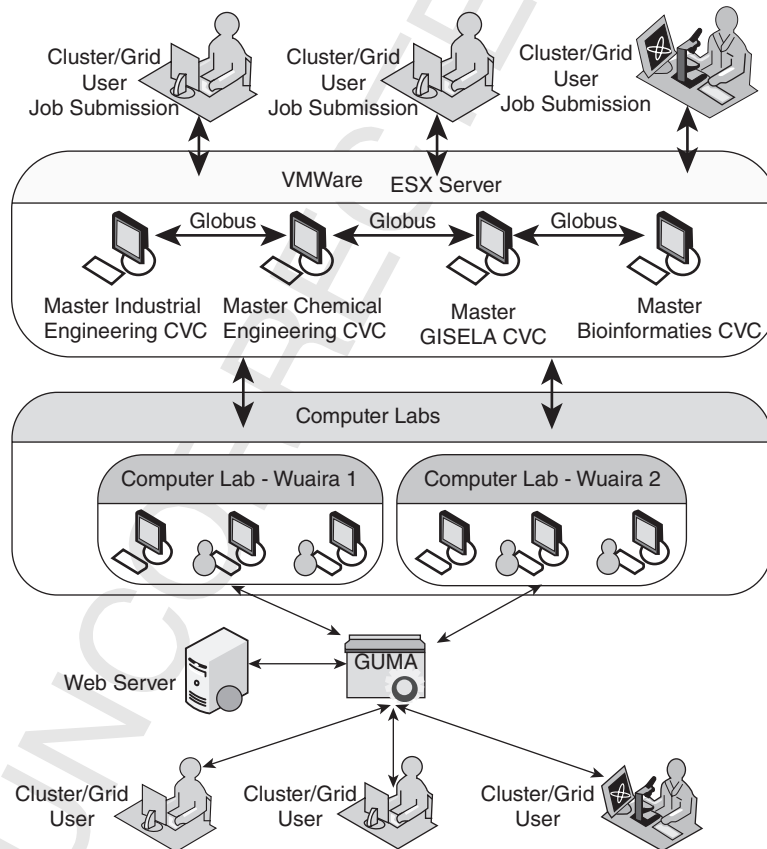 Cluster/Grid
User
Job Submission
Cluster/Grid
User
Job Submission
Cluster/Grid
User
Job Submission
VMWare ESX Server
Globus
Globus
Globus
Master Industrial
Engineering CVC
Master Chemical
Engineering CVC
Master
GISELA CVC
Master
Bioinformaties CVC
Computer Labs
Computer Lab - Wuaira 1
Computer Lab - Wuaira 2
GUMA
Web Server
Cluster/Grid
User
Cluster/Grid
User
Cluster/Grid
User
UNCORRECTE